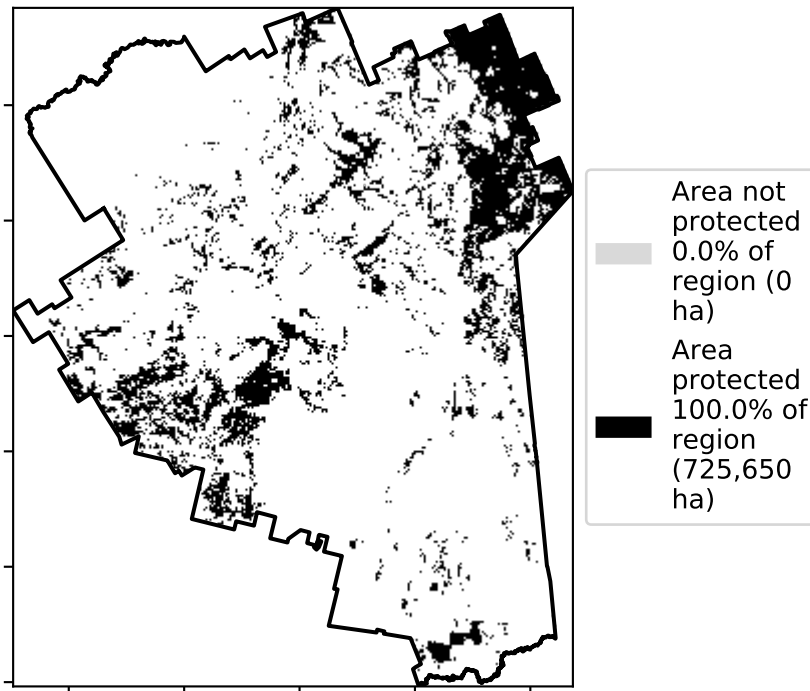 Area not
protected
0.0% of
region (0
ha)
Area
protected
100.0% of
region
(725,650
ha)